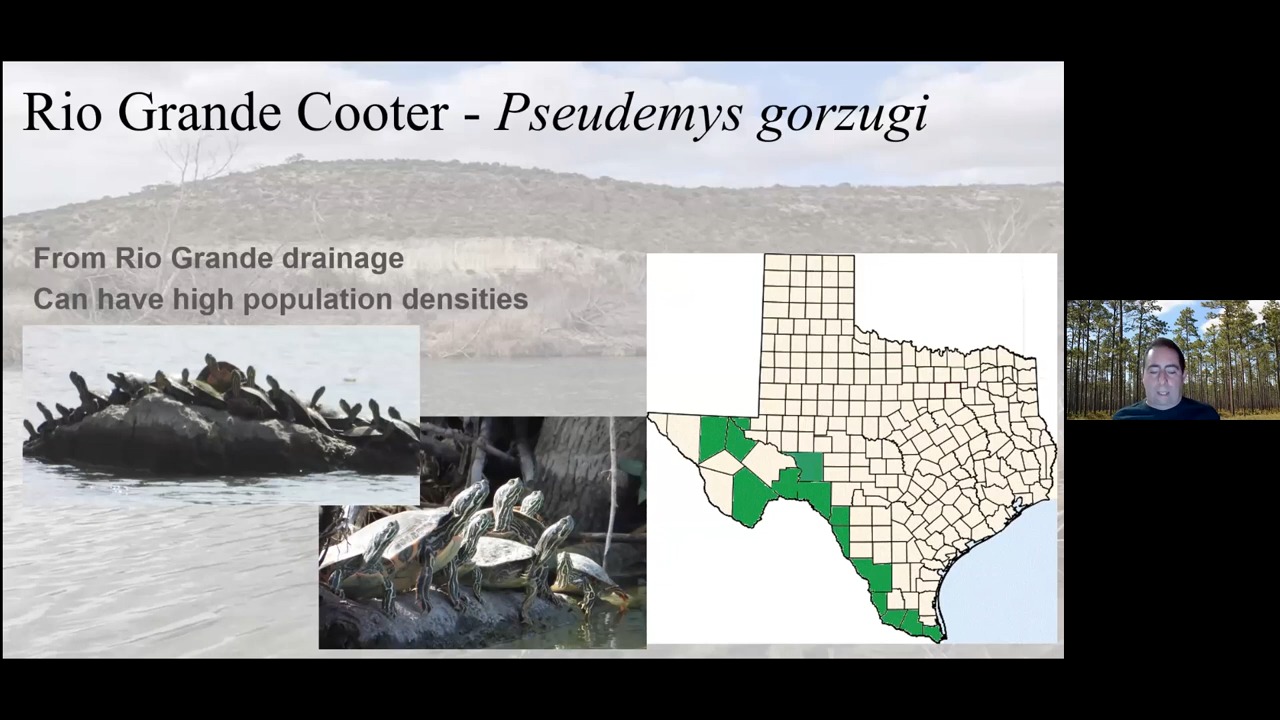 Rio Grande Cooter - Pseudemys gorzugi
From Rio Grande drainage
Can have high population densities